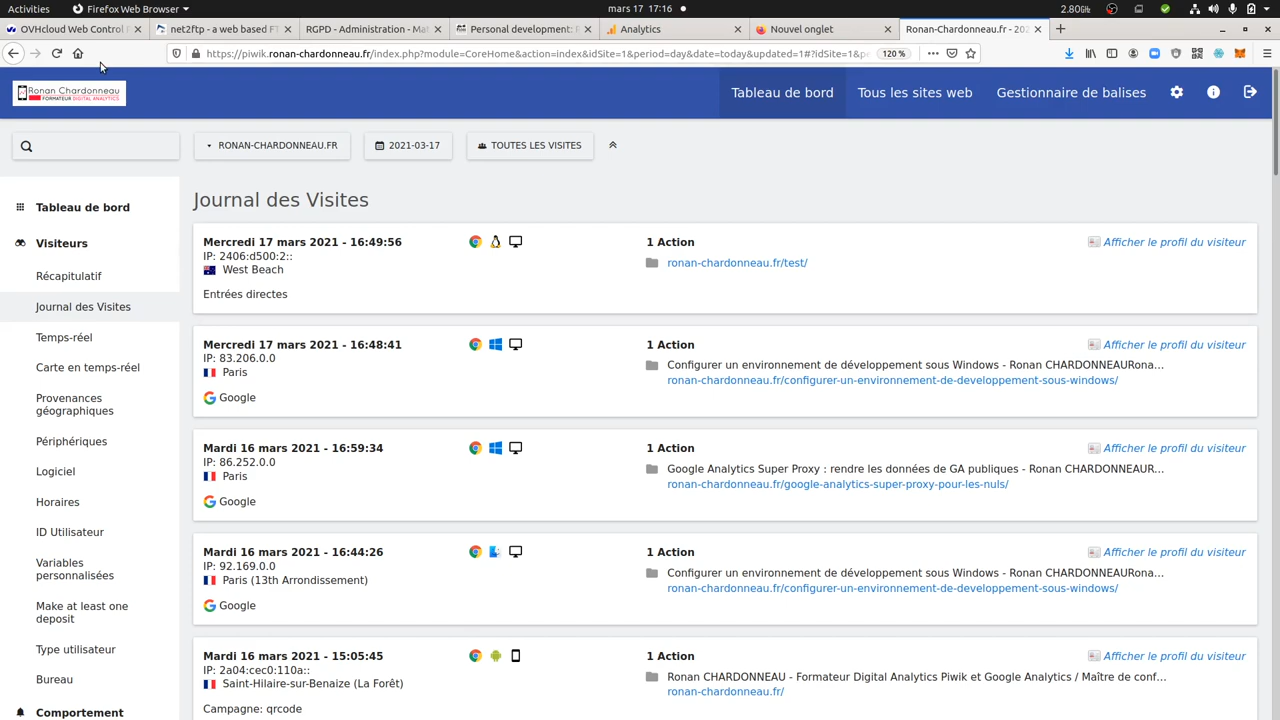 Activities
Firefox Web Browser
mars 17 17:16
2.80GHz
OVHcloud Web Control P
net2ftp - a web based FT
RGPD - Administration - Mat
Personal development: F
Analytics
Nouvel onglet
Ronan-Chardonneau.fr - 202
https://piwik.ronan-chardonneau.fr/index.php?module=CoreHome&action=index&idSite=1&period=day&date=today&updated=1#?idSite=1&pe
120 %
Ronan Chardonneau
FORMATEUR DIGITAL ANALYTICS
Tableau de bord
Tous les sites web
Gestionnaire de balises
RONAN-CHARDONNEAU.FR
2021-03-17
TOUTES LES VISITES
Tableau de bord
Visiteurs
Récapitulatif
Journal des Visites
Temps-réel
Carte en temps-réel
Provenances
géographiques
Périphériques
Logiciel
Horaires
ID Utilisateur
Variables
personnalisées
Make at least one
deposit
Type utilisateur
Bureau
Comportement
Journal des Visites
Mercredi 17 mars 2021 - 16:49:56
IP: 2406:d500:2::
West Beach
Entrées directes
1 Action
ronan-chardonneau.fr/test/
Afficher le profil du visiteur
Mercredi 17 mars 2021 - 16:48:41
IP: 83.206.0.0
Paris
Google
1 Action
Configurer un environnement de développement sous Windows - Ronan CHARDONNEAURona...
ronan-chardonneau.fr/configurer-un-environnement-de-developpement-sous-windows/
Afficher le profil du visiteur
Mardi 16 mars 2021 - 16:59:34
IP: 86.252.0.0
Paris
Google
1 Action
Google Analytics Super Proxy : rendre les données de GA publiques - Ronan CHARDONNEAUR...
ronan-chardonneau.fr/google-analytics-super-proxy-pour-les-nuls/
Afficher le profil du visiteur
Mardi 16 mars 2021 - 16:44:26
IP: 92.169.0.0
Paris (13th Arrondissement)
Google
1 Action
Configurer un environnement de développement sous Windows - Ronan CHARDONNEAURona...
ronan-chardonneau.fr/configurer-un-environnement-de-developpement-sous-windows/
Afficher le profil du visiteur
Mardi 16 mars 2021 - 15:05:45
IP: 2a04:cec0:110a::
Saint-Hilaire-sur-Benaize (La Forêt)
Campagne: qrcode
1 Action
Ronan CHARDONNEAU - Formateur Digital Analytics Piwik et Google Analytics / Maître de conf...
ronan-chardonneau.fr/
Afficher le profil du visiteur